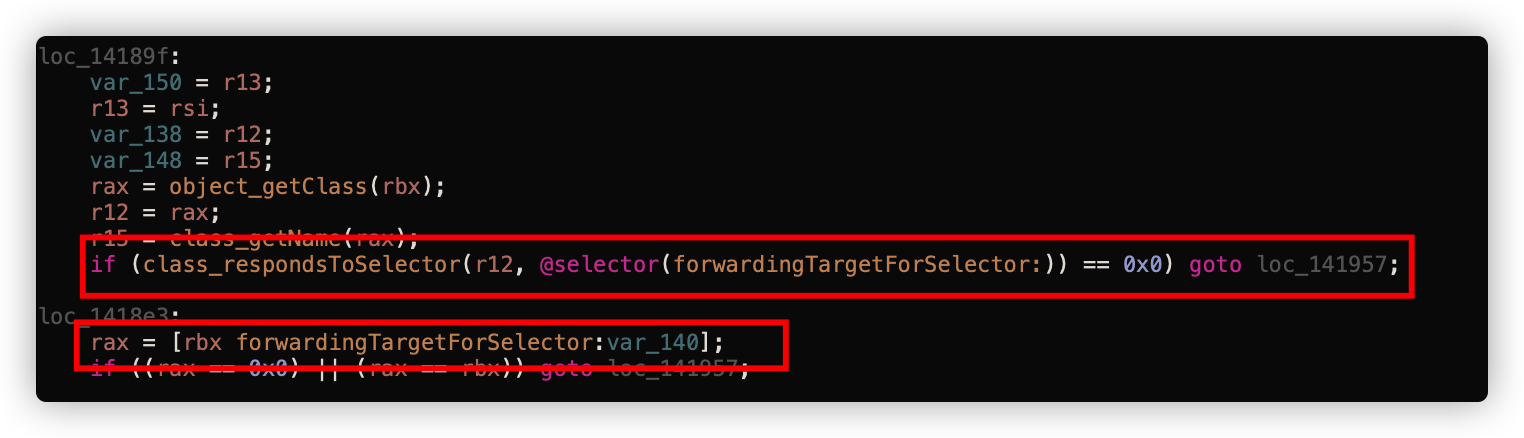 loc_14189f:
var_150 = r13;
r13 = rsi;
var_138 = r12;
var_148 = r15;
rax = object_getClass(rbx);
r12 = rax;
r15 = class_getName(rax);
if (class_respondsToSelector(r12, @selector(forwardingTargetForSelector:)) == 0x0) goto loc_141957;
loc_1418e3:
rax = [rbx forwardingTargetForSelector:var_140];
if ((rax == 0x0) || (rax == rbx)) goto loc_141957;